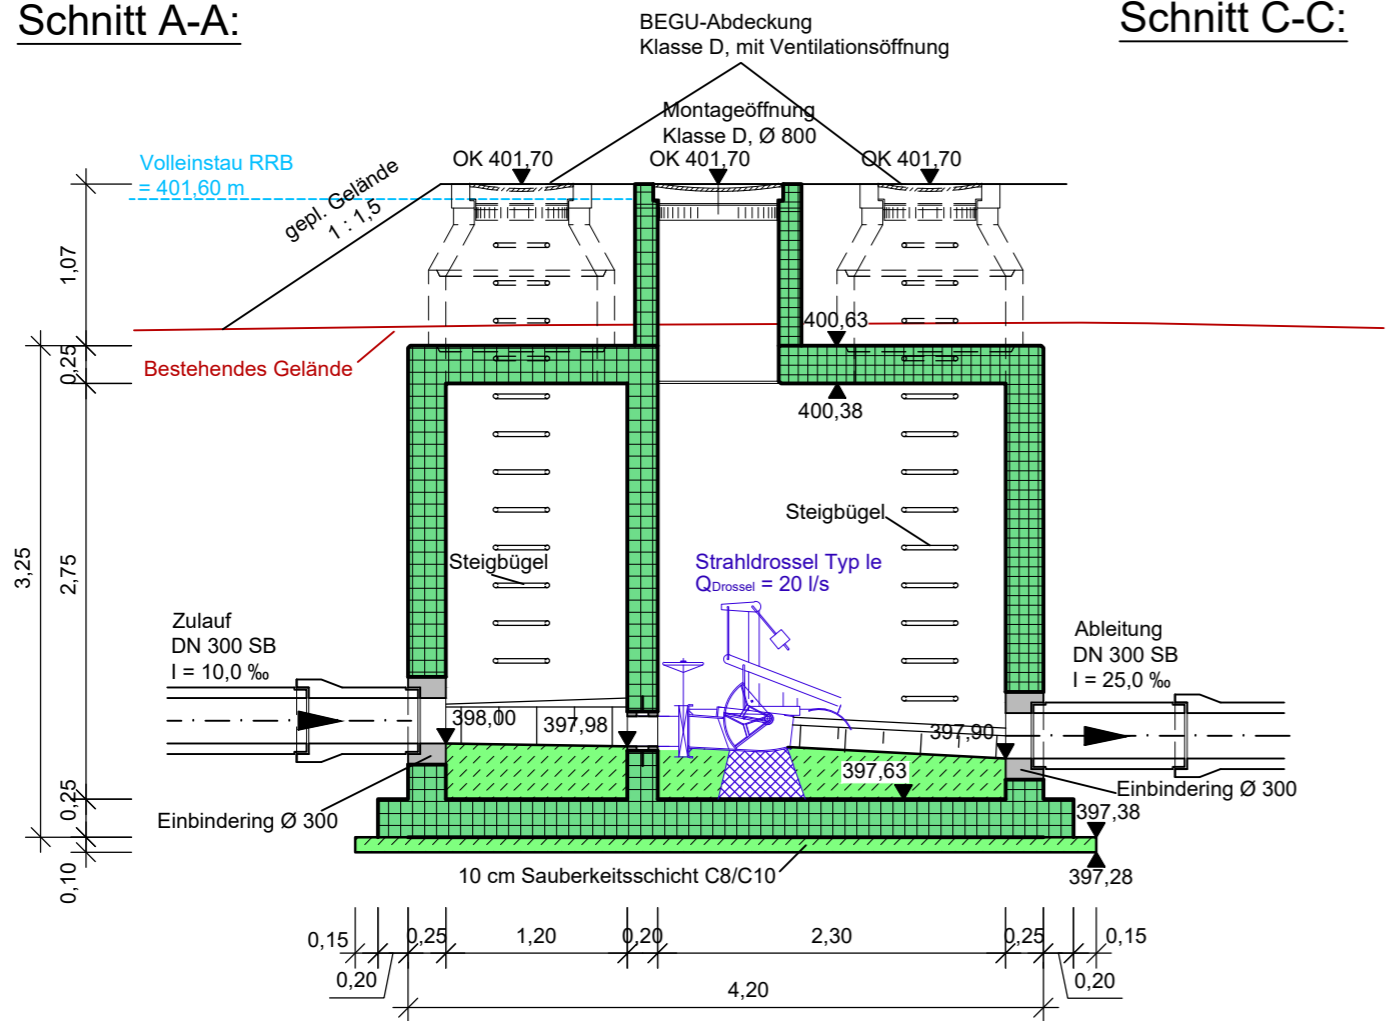 Schnitt A-A:
BEGU-Abdeckung
Klasse D, mit Ventilationsöffnung
Schnitt C-C:
Montageöffnung
Klasse D, Ø 800
Volleinstau RRB
= 401,60 m
gepl. Gelände
1 : 1,5
OK 401,70
OK 401,70
OK 401,70
1,07
400,63
0,25
Bestehendes Gelände
400,38
3,25
2,75
Steigbügel
Steigbügel
Strahldrossel Typ Ie
QDrossel = 20 l/s
Zulauf
DN 300 SB
I = 10,0 ‰
Ableitung
DN 300 SB
I = 25,0 ‰
398,00
397,98
397,90
397,63
Einbindering Ø 300
Einbindering Ø 300
0,25
397,38
0,10
10 cm Sauberkeitsschicht C8/C10
397,28
0,15
0,25
1,20
0,20
2,30
0,25
0,15
0,20
0,20
4,20